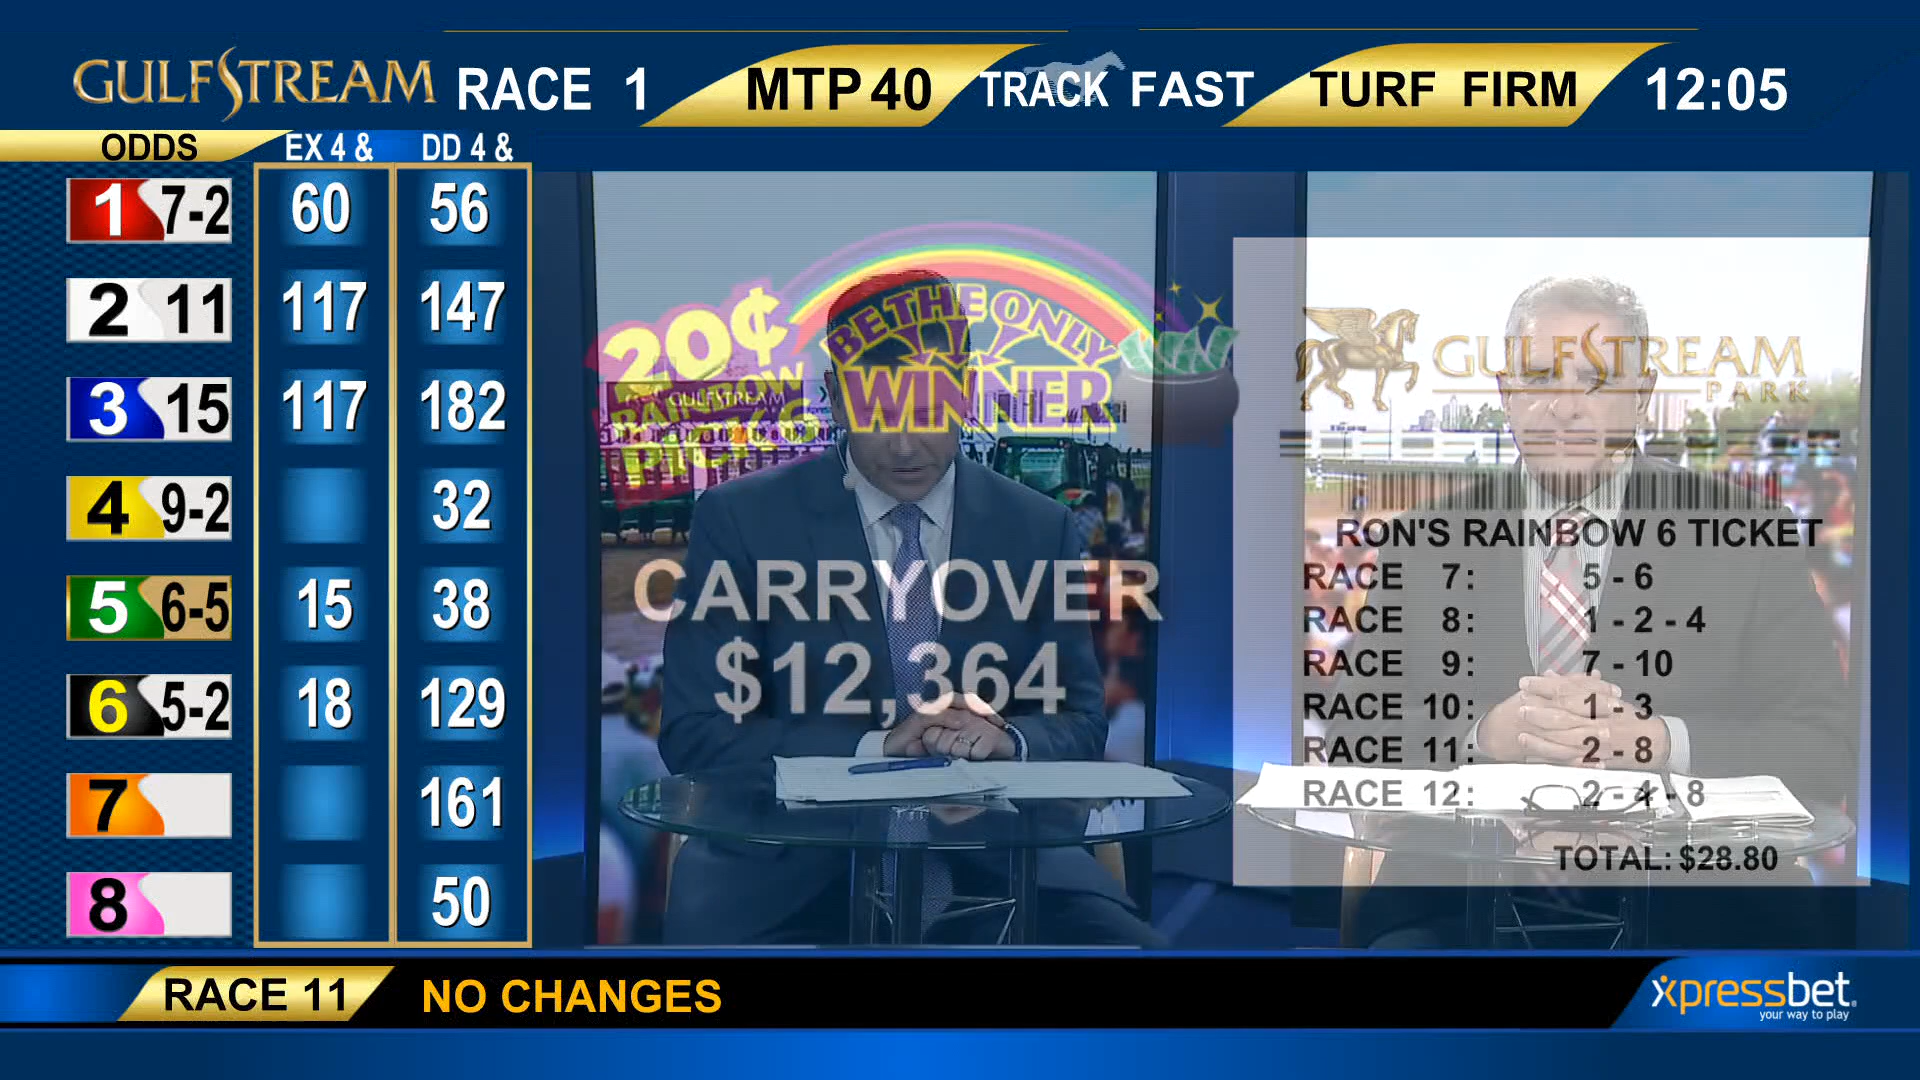 GULFSTREAM RACE 1 MTP 40 TRACK FAST TURF FIRM 12:05
ODDS EX 4 & DD 4 &
1 7-2 60 56
2 11 117 147
3 15 117 182
4 9-2 32
5 6-5 15 38
6 5-2 18 129
7 161
8 50
20¢
RAINBOW
PICK 6
BE THE ONLY
WINNER
GULFSTREAM
CARRYOVER
$12,364
GULFSTREAM
PARK
RON'S RAINBOW 6 TICKET
RACE 7: 5 - 6
RACE 8: 1 - 2 - 4
RACE 9: 7 - 10
RACE 10: 1 - 3
RACE 11: 2 - 8
RACE 12: 2 - 4 - 8
TOTAL: $28.80
RACE 11 NO CHANGES
xpressbet.
your way to play